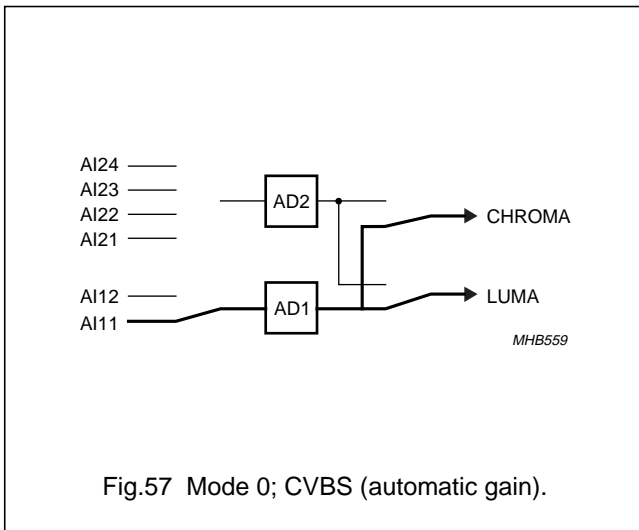 AI24
AI23
AI22
AI21
AD2
CHROMA
AI12
AI11
AD1
LUMA
MHB559
Fig.57 Mode 0; CVBS (automatic gain).